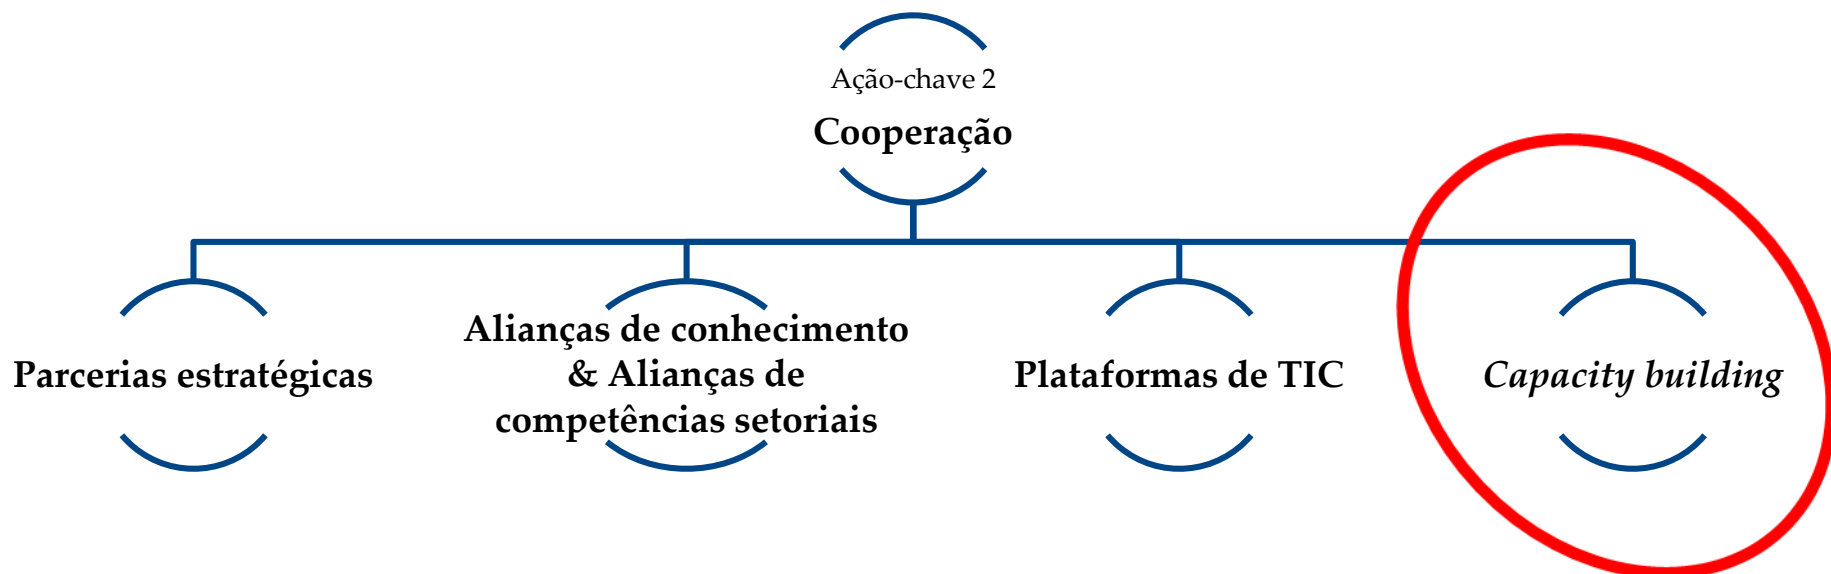 Ação-chave 2
Cooperação
Parcerias estratégicas
Alianças de conhecimento
& Alianças de
competências setoriais
Plataformas de TIC
Capacity building